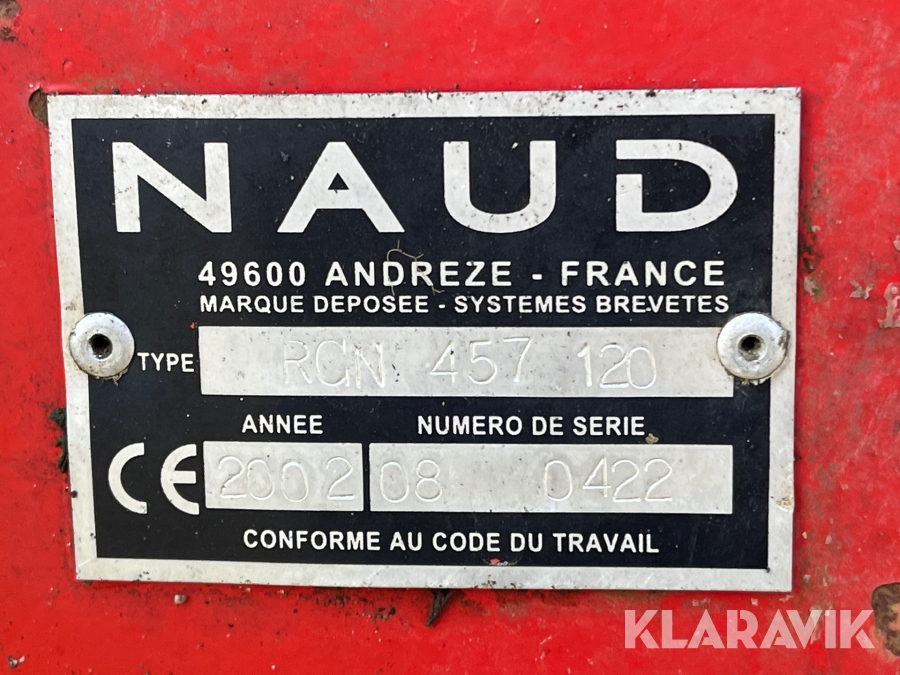 NAUD
49600 ANDREZE - FRANCE
MARQUE DEPOSEE - SYSTEMES BREVETES
TYPE RGN 457 120
ANNEE NUMERO DE SERIE
CE 2002 08 0422
CONFORME AU CODE DU TRAVAIL
KLARAVIK